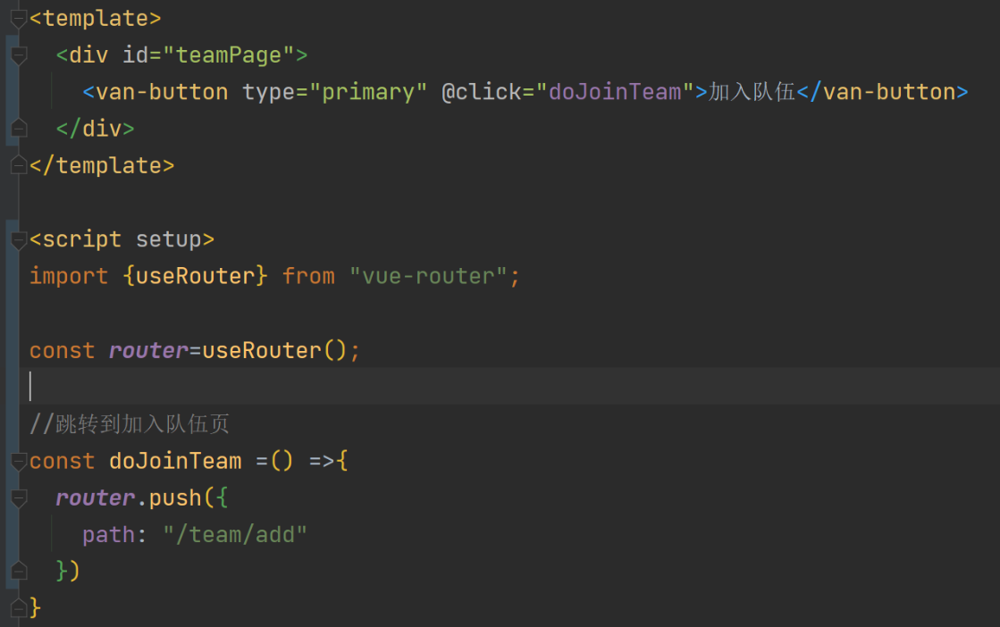 <template>
  <div id="teamPage">
    <van-button type="primary" @click="doJoinTeam">加入队伍</van-button>
  </div>
</template>
<script setup>
import {useRouter} from "vue-router";
const router=useRouter();
//跳转到加入队伍页
const doJoinTeam =() =>{
  router.push({
    path: "/team/add"
  })
}